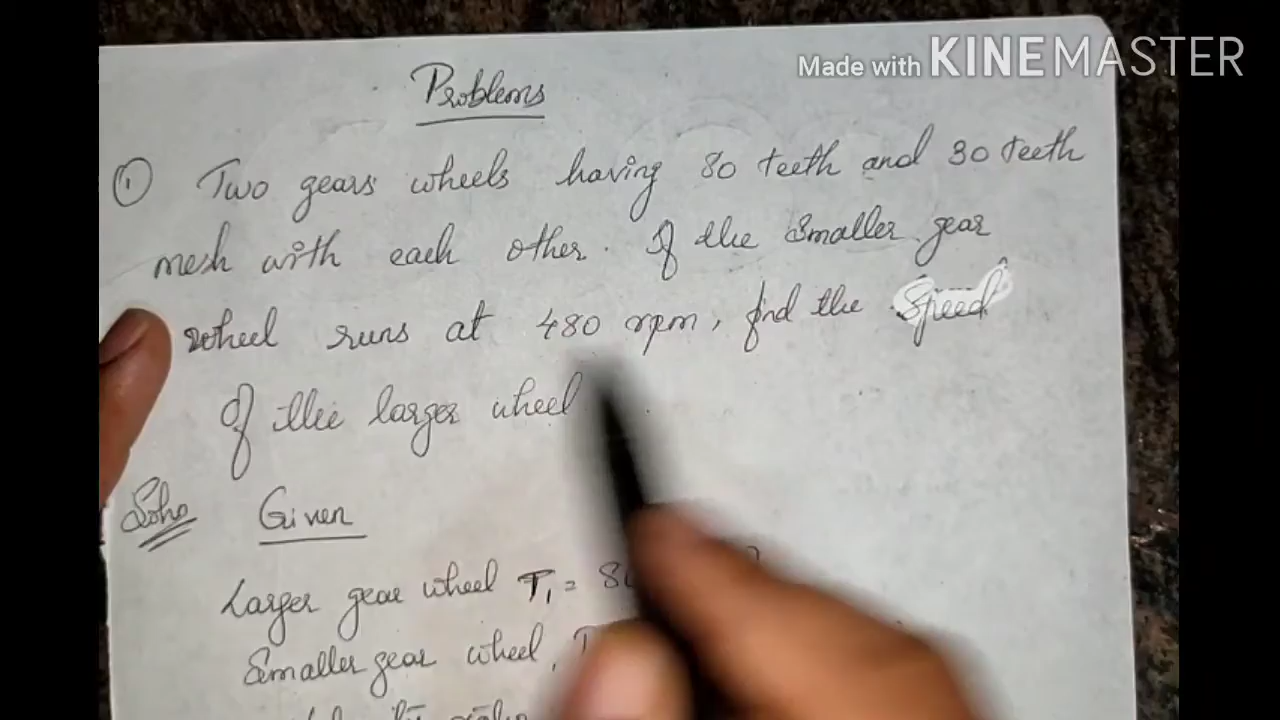 Made with KINEMASTER
Problems
① Two gears wheels having 80 teeth and 30 teeth
mesh with each other. If the smaller gear
wheel runs at 480 rpm, find the Speed
of the larger wheel
Soln Given
Larger gear wheel T1 = 80
Smaller gear wheel,